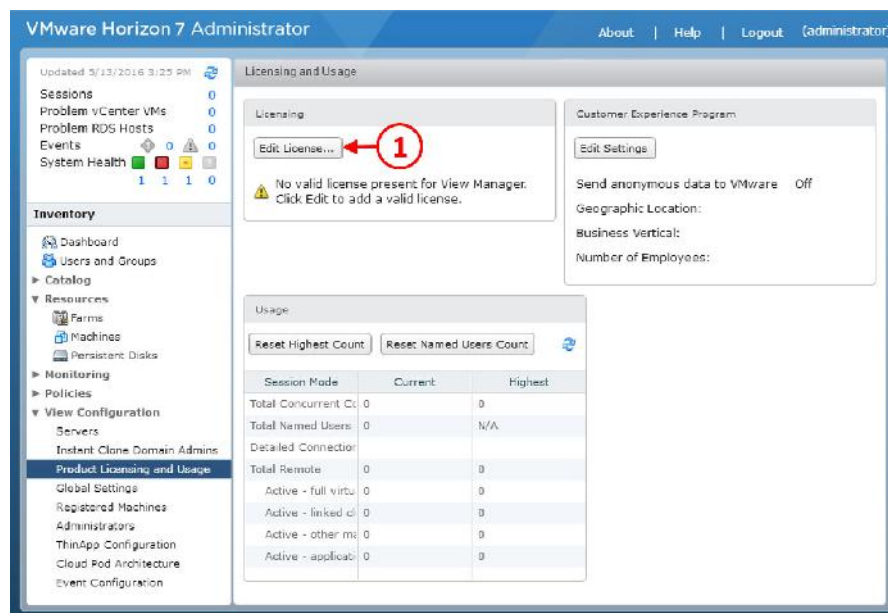 VMware Horizon 7 Administrator
About | Help | Logout (administrator)
Updated 5/13/2016 3:25 PM
Sessions 0
Problem vCenter VMs 0
Problem RDS Hosts 0
Events 0 0
System Health
1 1 1 0
Inventory
Dashboard
Users and Groups
Catalog
Resources
Farms
Machines
Persistent Disks
Monitoring
Policies
View Configuration
Servers
Instant Clone Domain Admins
Product Licensing and Usage
Global Settings
Registered Machines
Administrators
ThinApp Configuration
Cloud Pod Architecture
Event Configuration
Licensing and Usage
Licensing
Edit License... 1
No valid license present for View Manager.
Click Edit to add a valid license.
Customer Experience Program
Edit Settings
Send anonymous data to VMware Off
Geographic Location:
Business Vertical:
Number of Employees:
Usage
Reset Highest Count Reset Named Users Count
Session Mode Current Highest
Total Concurrent Cc 0 0
Total Named Users 0 N/A
Detailed Connection
Total Remote 0 0
Active - full virtu 0 0
Active - linked cl 0 0
Active - other ma 0 0
Active - applicati 0 0